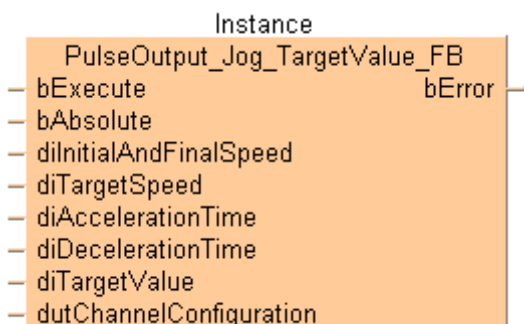 Instance
PulseOutput_Jog_TargetValue_FB
bExecute bError
bAbsolute
diInitialAndFinalSpeed
diTargetSpeed
diAccelerationTime
diDecelerationTime
diTargetValue
dutChannelConfiguration